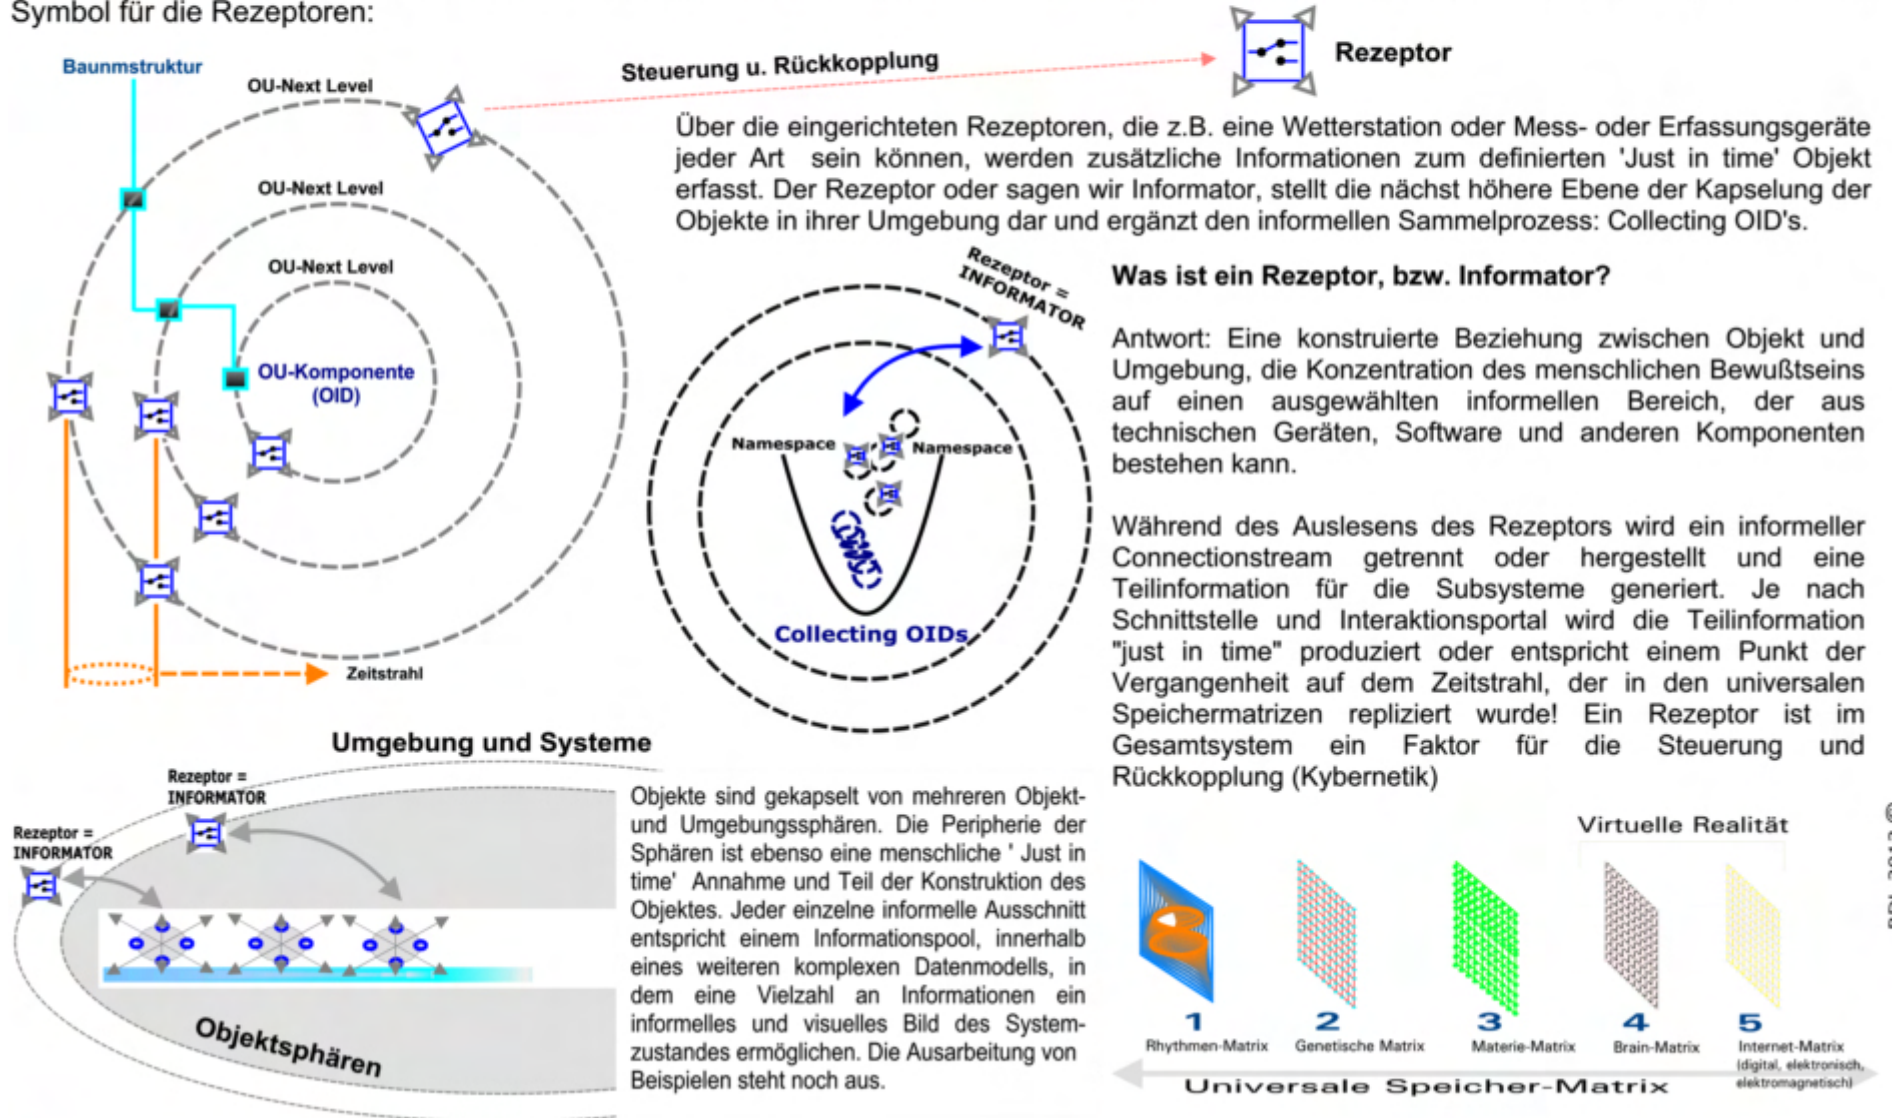 Symbol für die Rezeptoren:
Baunmstruktur
OU-Next Level
Steuerung u. Rückkopplung
Rezeptor
OU-Next Level
OU-Next Level
OU-Komponente
(OID)
Zeitstrahl
Über die eingerichteten Rezeptoren, die z.B. eine Wetterstation oder Mess- oder Erfassungsgeräte
jeder Art sein können, werden zusätzliche Informationen zum definierten 'Just in time' Objekt
erfasst. Der Rezeptor oder sagen wir Informator, stellt die nächst höhere Ebene der Kapselung der
Objekte in ihrer Umgebung dar und ergänzt den informellen Sammelprozess: Collecting OID's.
Rezeptor =
INFORMATOR
Namespace
Namespace
Collecting OIDs
Was ist ein Rezeptor, bzw. Informator?
Antwort: Eine konstruierte Beziehung zwischen Objekt und
Umgebung, die Konzentration des menschlichen Bewußtseins
auf einen ausgewählten informellen Bereich, der aus
technischen Geräten, Software und anderen Komponenten
bestehen kann.
Während des Auslesens des Rezeptors wird ein informeller
Connectionstream getrennt oder hergestellt und eine
Teilinformation für die Subsysteme generiert. Je nach
Schnittstelle und Interaktionsportal wird die Teilinformation
"just in time" produziert oder entspricht einem Punkt der
Vergangenheit auf dem Zeitstrahl, der in den universalen
Speichermatrizen repliziert wurde! Ein Rezeptor ist im
Gesamtsystem ein Faktor für die Steuerung und
Rückkopplung (Kybernetik)
Umgebung und Systeme
Rezeptor =
INFORMATOR
Rezeptor =
INFORMATOR
Objektsphären
Objekte sind gekapselt von mehreren Objekt-
und Umgebungssphären. Die Peripherie der
Sphären ist ebenso eine menschliche ' Just in
time' Annahme und Teil der Konstruktion des
Objektes. Jeder einzelne informelle Ausschnitt
entspricht einem Informationspool, innerhalb
eines weiteren komplexen Datenmodells, in
dem eine Vielzahl an Informationen ein
informelles und visuelles Bild des System-
zustandes ermöglichen. Die Ausarbeitung von
Beispielen steht noch aus.
Virtuelle Realität
1
2
3
4
5
Rhythmen-Matrix
Genetische Matrix
Materie-Matrix
Brain-Matrix
Internet-Matrix
(digital, elektronisch,
elektromagnetisch)
Universale Speicher-Matrix